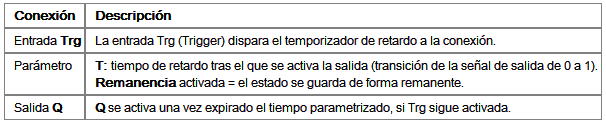 Conexión Descripción
Entrada Trg La entrada Trg (Trigger) dispara el temporizador de retardo a la conexión.
Parámetro T: tiempo de retardo tras el que se activa la salida (transición de la señal de salida de 0 a 1).
Remanencia activada = el estado se guarda de forma remanente.
Salida Q Q se activa una vez expirado el tiempo parametrizado, si Trg sigue activada.